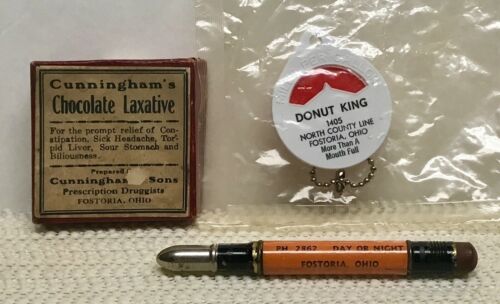 Cunningham's
Chocolate Laxative
For the prompt relief of Con-
stipation, Sick Headache, Tor-
pid Liver, Sour Stomach and
Biliousness.
Prepared
Cunningham Sons
Prescription Druggists
FOSTORIA, OHIO
DONUT KING
1405
NORTH COUNTY LINE
FOSTORIA, OHIO
More Than A
Mouth Full
PH 2862 DAY OR NIGHT
FOSTORIA, OHIO